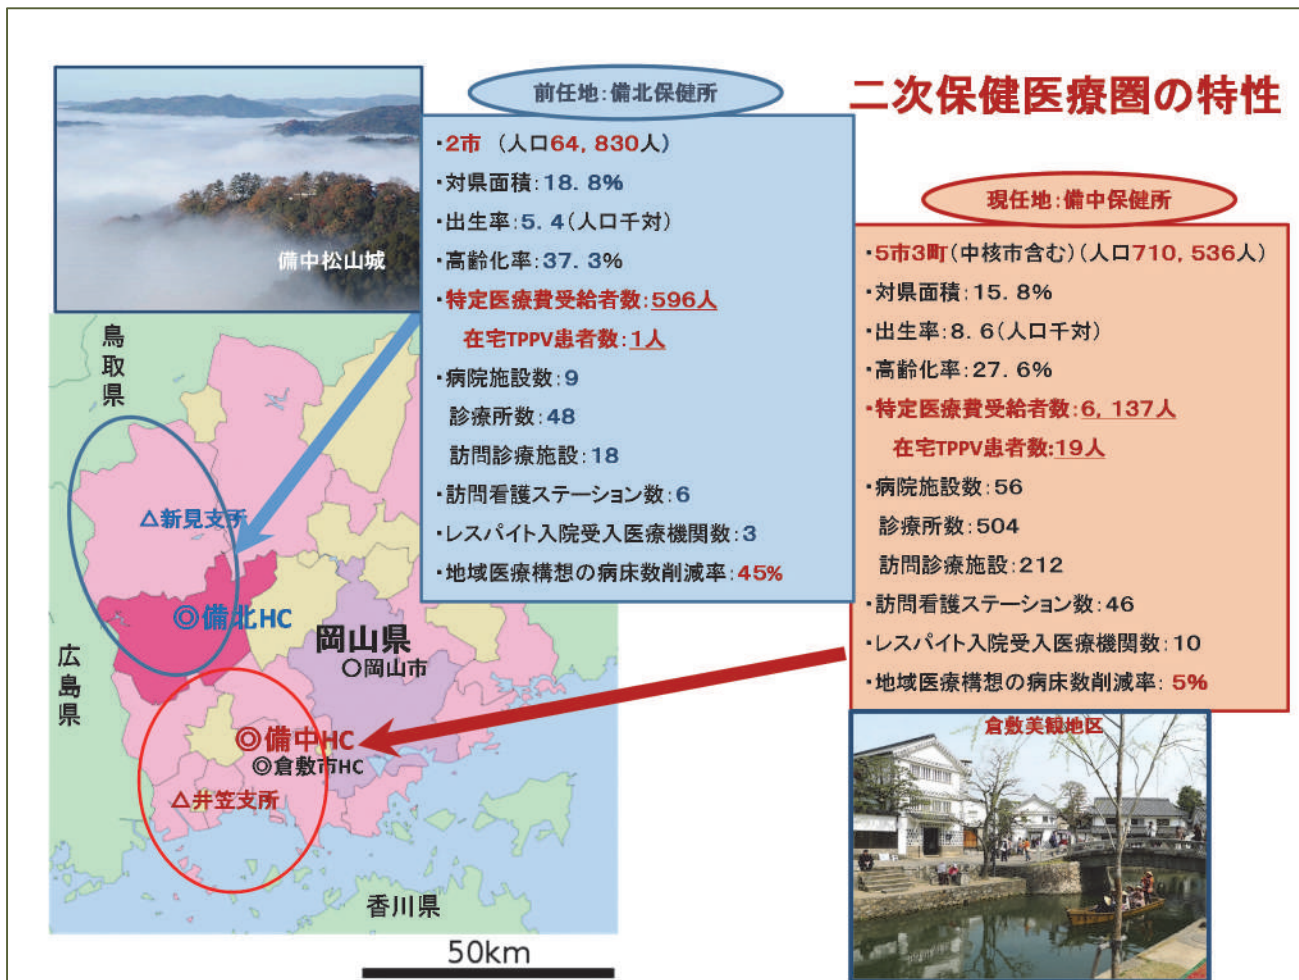 二次保健医療圏の特性
前任地:備北保健所
・2市 (人口64,830人)
・対県面積:18.8%
・出生率:5.4(人口千対)
・高齢化率:37.3%
・特定医療費受給者数:596人
在宅TPPV患者数:1人
・病院施設数:9
診療所数:48
訪問診療施設:18
・訪問看護ステーション数:6
・レスパイト入院受入医療機関数:3
・地域医療構想の病床数削減率:45%
現任地:備中保健所
・5市3町(中核市含む)(人口710,536人)
・対県面積:15.8%
・出生率:8.6(人口千対)
・高齢化率:27.6%
・特定医療費受給者数:6,137人
在宅TPPV患者数:19人
・病院施設数:56
診療所数:504
訪問診療施設:212
・訪問看護ステーション数:46
・レスパイト入院受入医療機関数:10
・地域医療構想の病床数削減率:5%
備中松山城
鳥取県
△新見支所
◎備北HC
岡山県
○岡山市
広島県
◎備中HC
◎倉敷市HC
△井笠支所
香川県
50km
倉敷美観地区